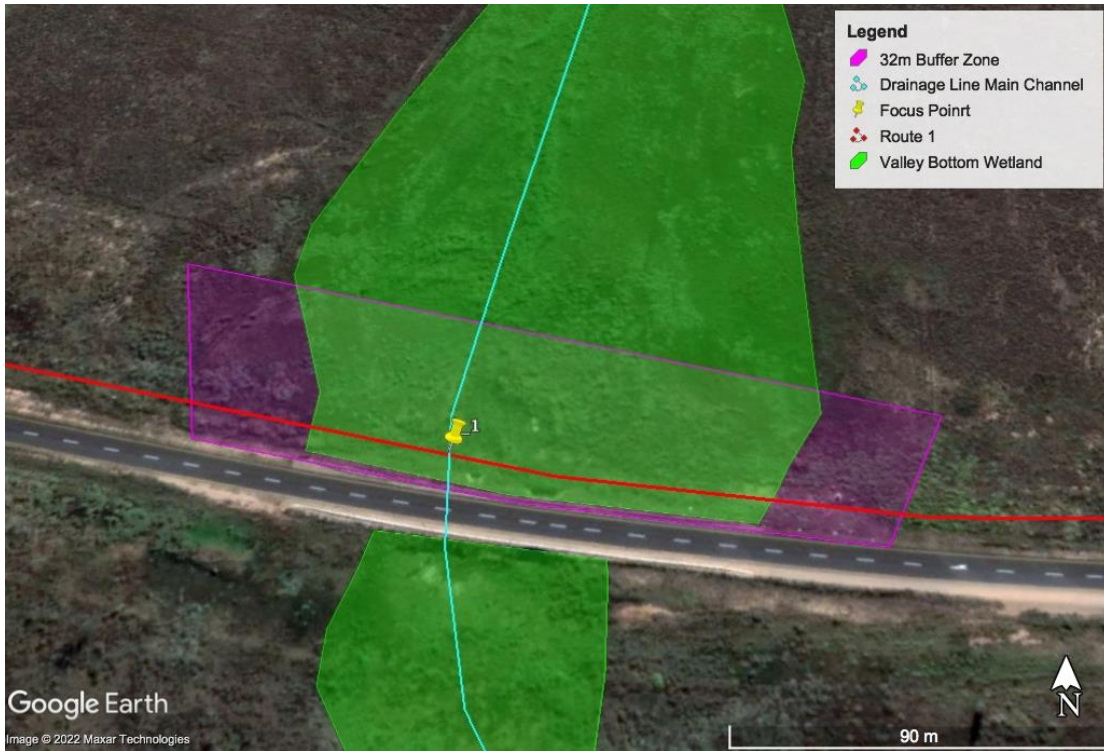 Legend
32m Buffer Zone
Drainage Line Main Channel
Focus Poinrt
Route 1
Valley Bottom Wetland
_1
N
Google Earth
Image © 2022 Maxar Technologies
90 m